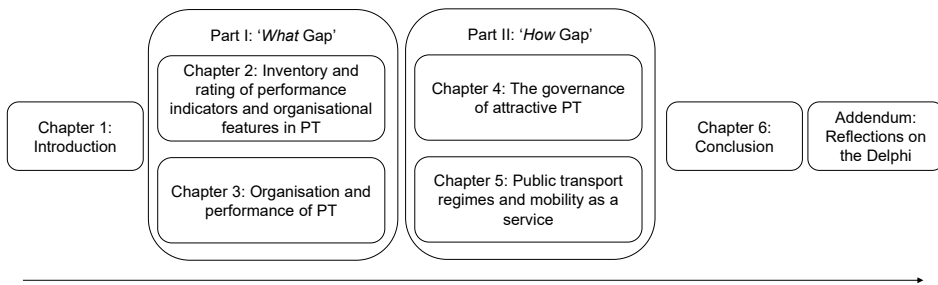 Chapter 1:
Introduction
Part I: ‘What Gap’
Chapter 2: Inventory and
rating of performance
indicators and organisational
features in PT
Chapter 3: Organisation and
performance of PT
Part II: ‘How Gap’
Chapter 4: The governance
of attractive PT
Chapter 5: Public transport
regimes and mobility as a
service
Chapter 6:
Conclusion
Addendum:
Reflections on
the Delphi